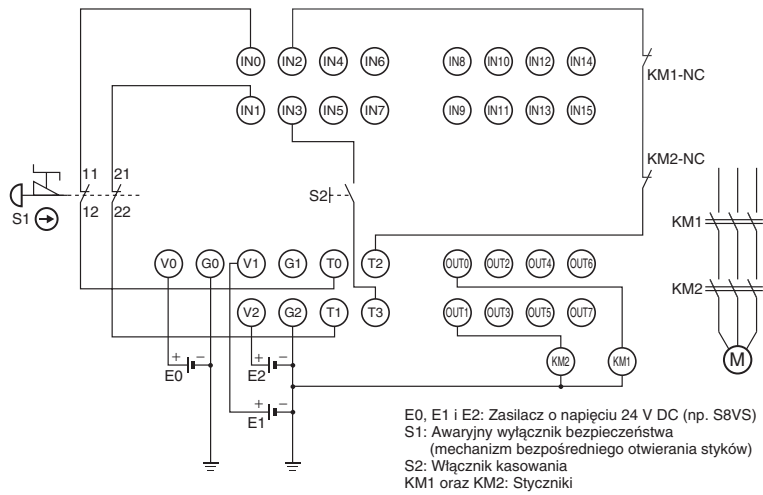 IN0 IN2 IN4 IN6 IN8 IN10 IN12 IN14
KM1-NC
IN1 IN3 IN5 IN7 IN9 IN11 IN13 IN15
KM2-NC
11 21
S2
S1 12 22
KM1
V0 G0 V1 G1 T0 T2 OUT0 OUT2 OUT4 OUT6
KM2
V2 G2 T1 T3 OUT1 OUT3 OUT5 OUT7
+ − + − KM2 KM1 M
E0 E2
+ −
E1
E0, E1 i E2: Zasilacz o napięciu 24 V DC (np. S8VS)
S1: Awaryjny wyłącznik bezpieczeństwa
(mechanizm bezpośredniego otwierania styków)
S2: Włącznik kasowania
KM1 oraz KM2: Styczniki